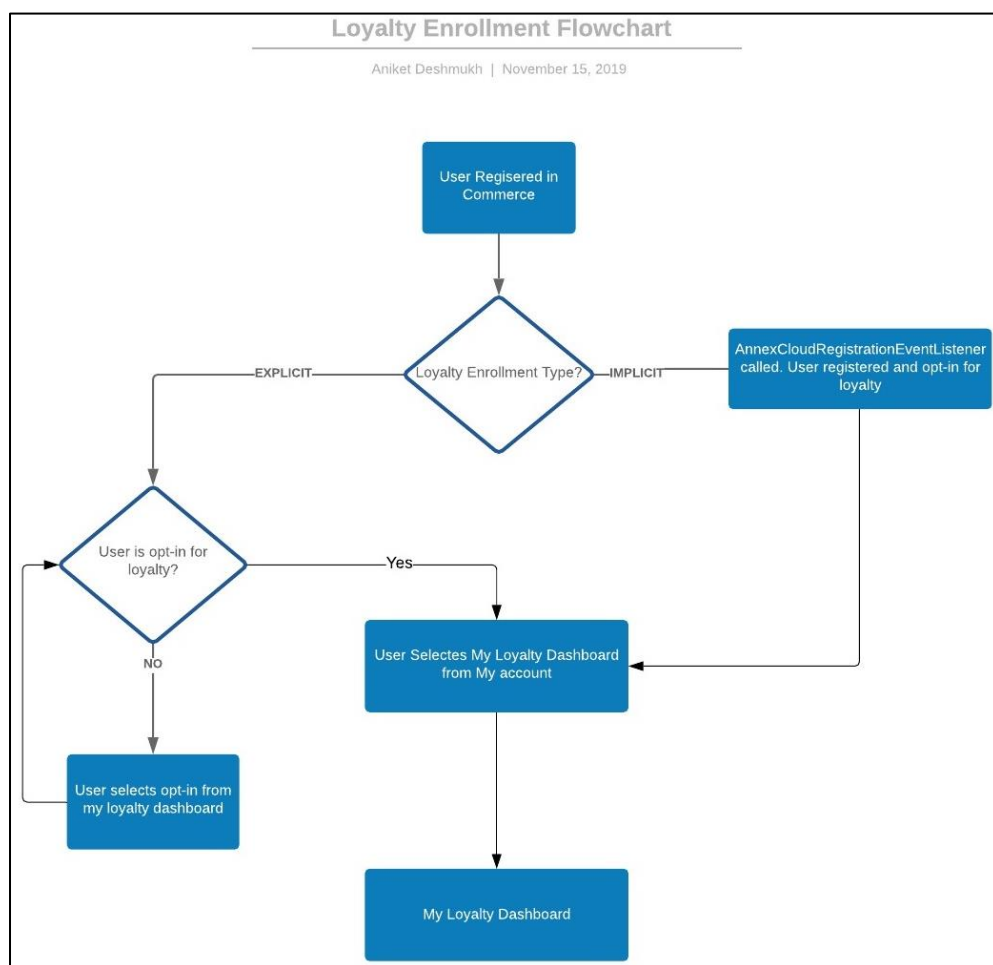 Loyalty Enrollment Flowchart
Aniket Deshmukh | November 15, 2019
User Regisered in
Commerce
Loyalty Enrollment Type?
EXPLICIT
IMPLICIT
AnnexCloudRegistrationEventListener
called. User registered and opt-in for
loyalty
User is opt-in for
loyalty?
Yes
NO
User Selectes My Loyalty Dashboard
from My account
User selects opt-in from
my loyalty dashboard
My Loyalty Dashboard